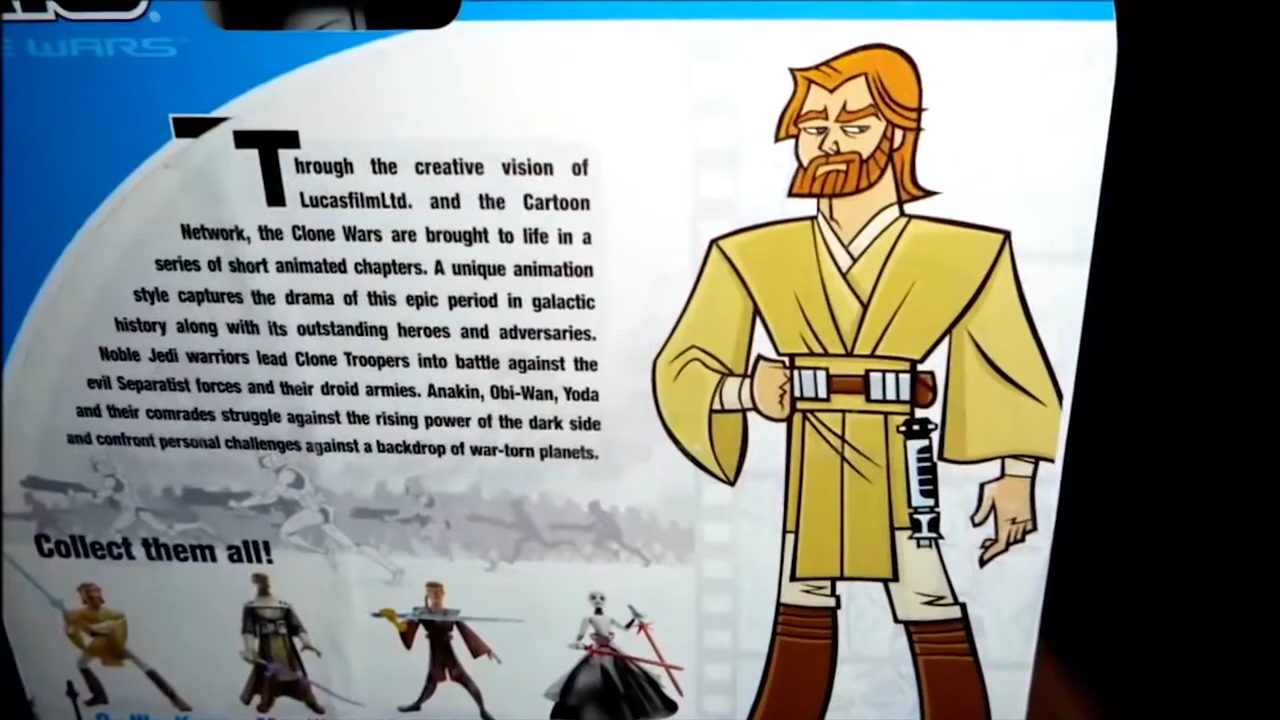 WARS
Through the creative vision of
LucasfilmLtd. and the Cartoon
Network, the Clone Wars are brought to life in a
series of short animated chapters. A unique animation
style captures the drama of this epic period in galactic
history along with its outstanding heroes and adversaries.
Noble Jedi warriors lead Clone Troopers into battle against the
evil Separatist forces and their droid armies. Anakin, Obi-Wan, Yoda
and their comrades struggle against the rising power of the dark side
and confront personal challenges against a backdrop of war-torn planets.
Collect them all!